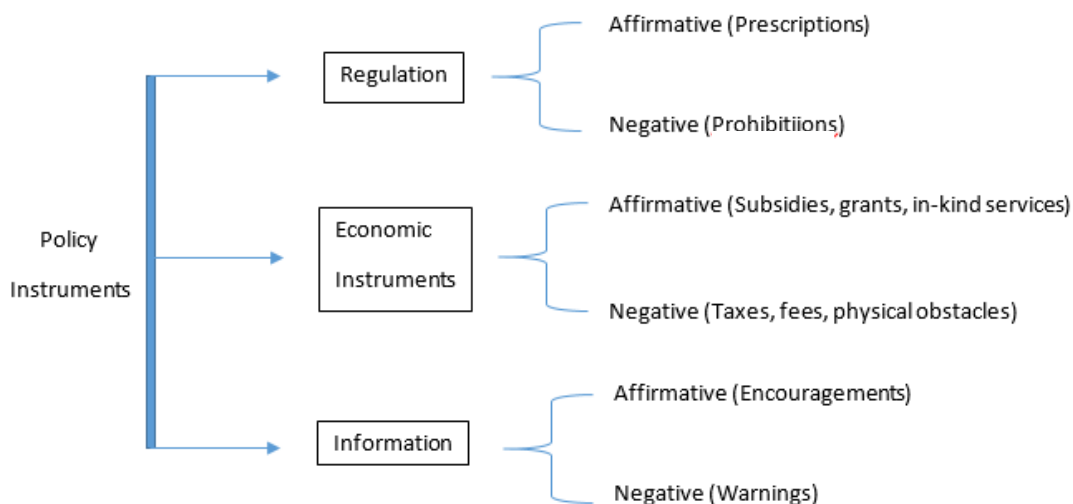 Affirmative (Prescriptions)
Regulation
Negative (Prohibitiions)
Affirmative (Subsidies, grants, in-kind services)
Policy
Instruments
Economic
Instruments
Negative (Taxes, fees, physical obstacles)
Affirmative (Encouragements)
Information
Negative (Warnings)